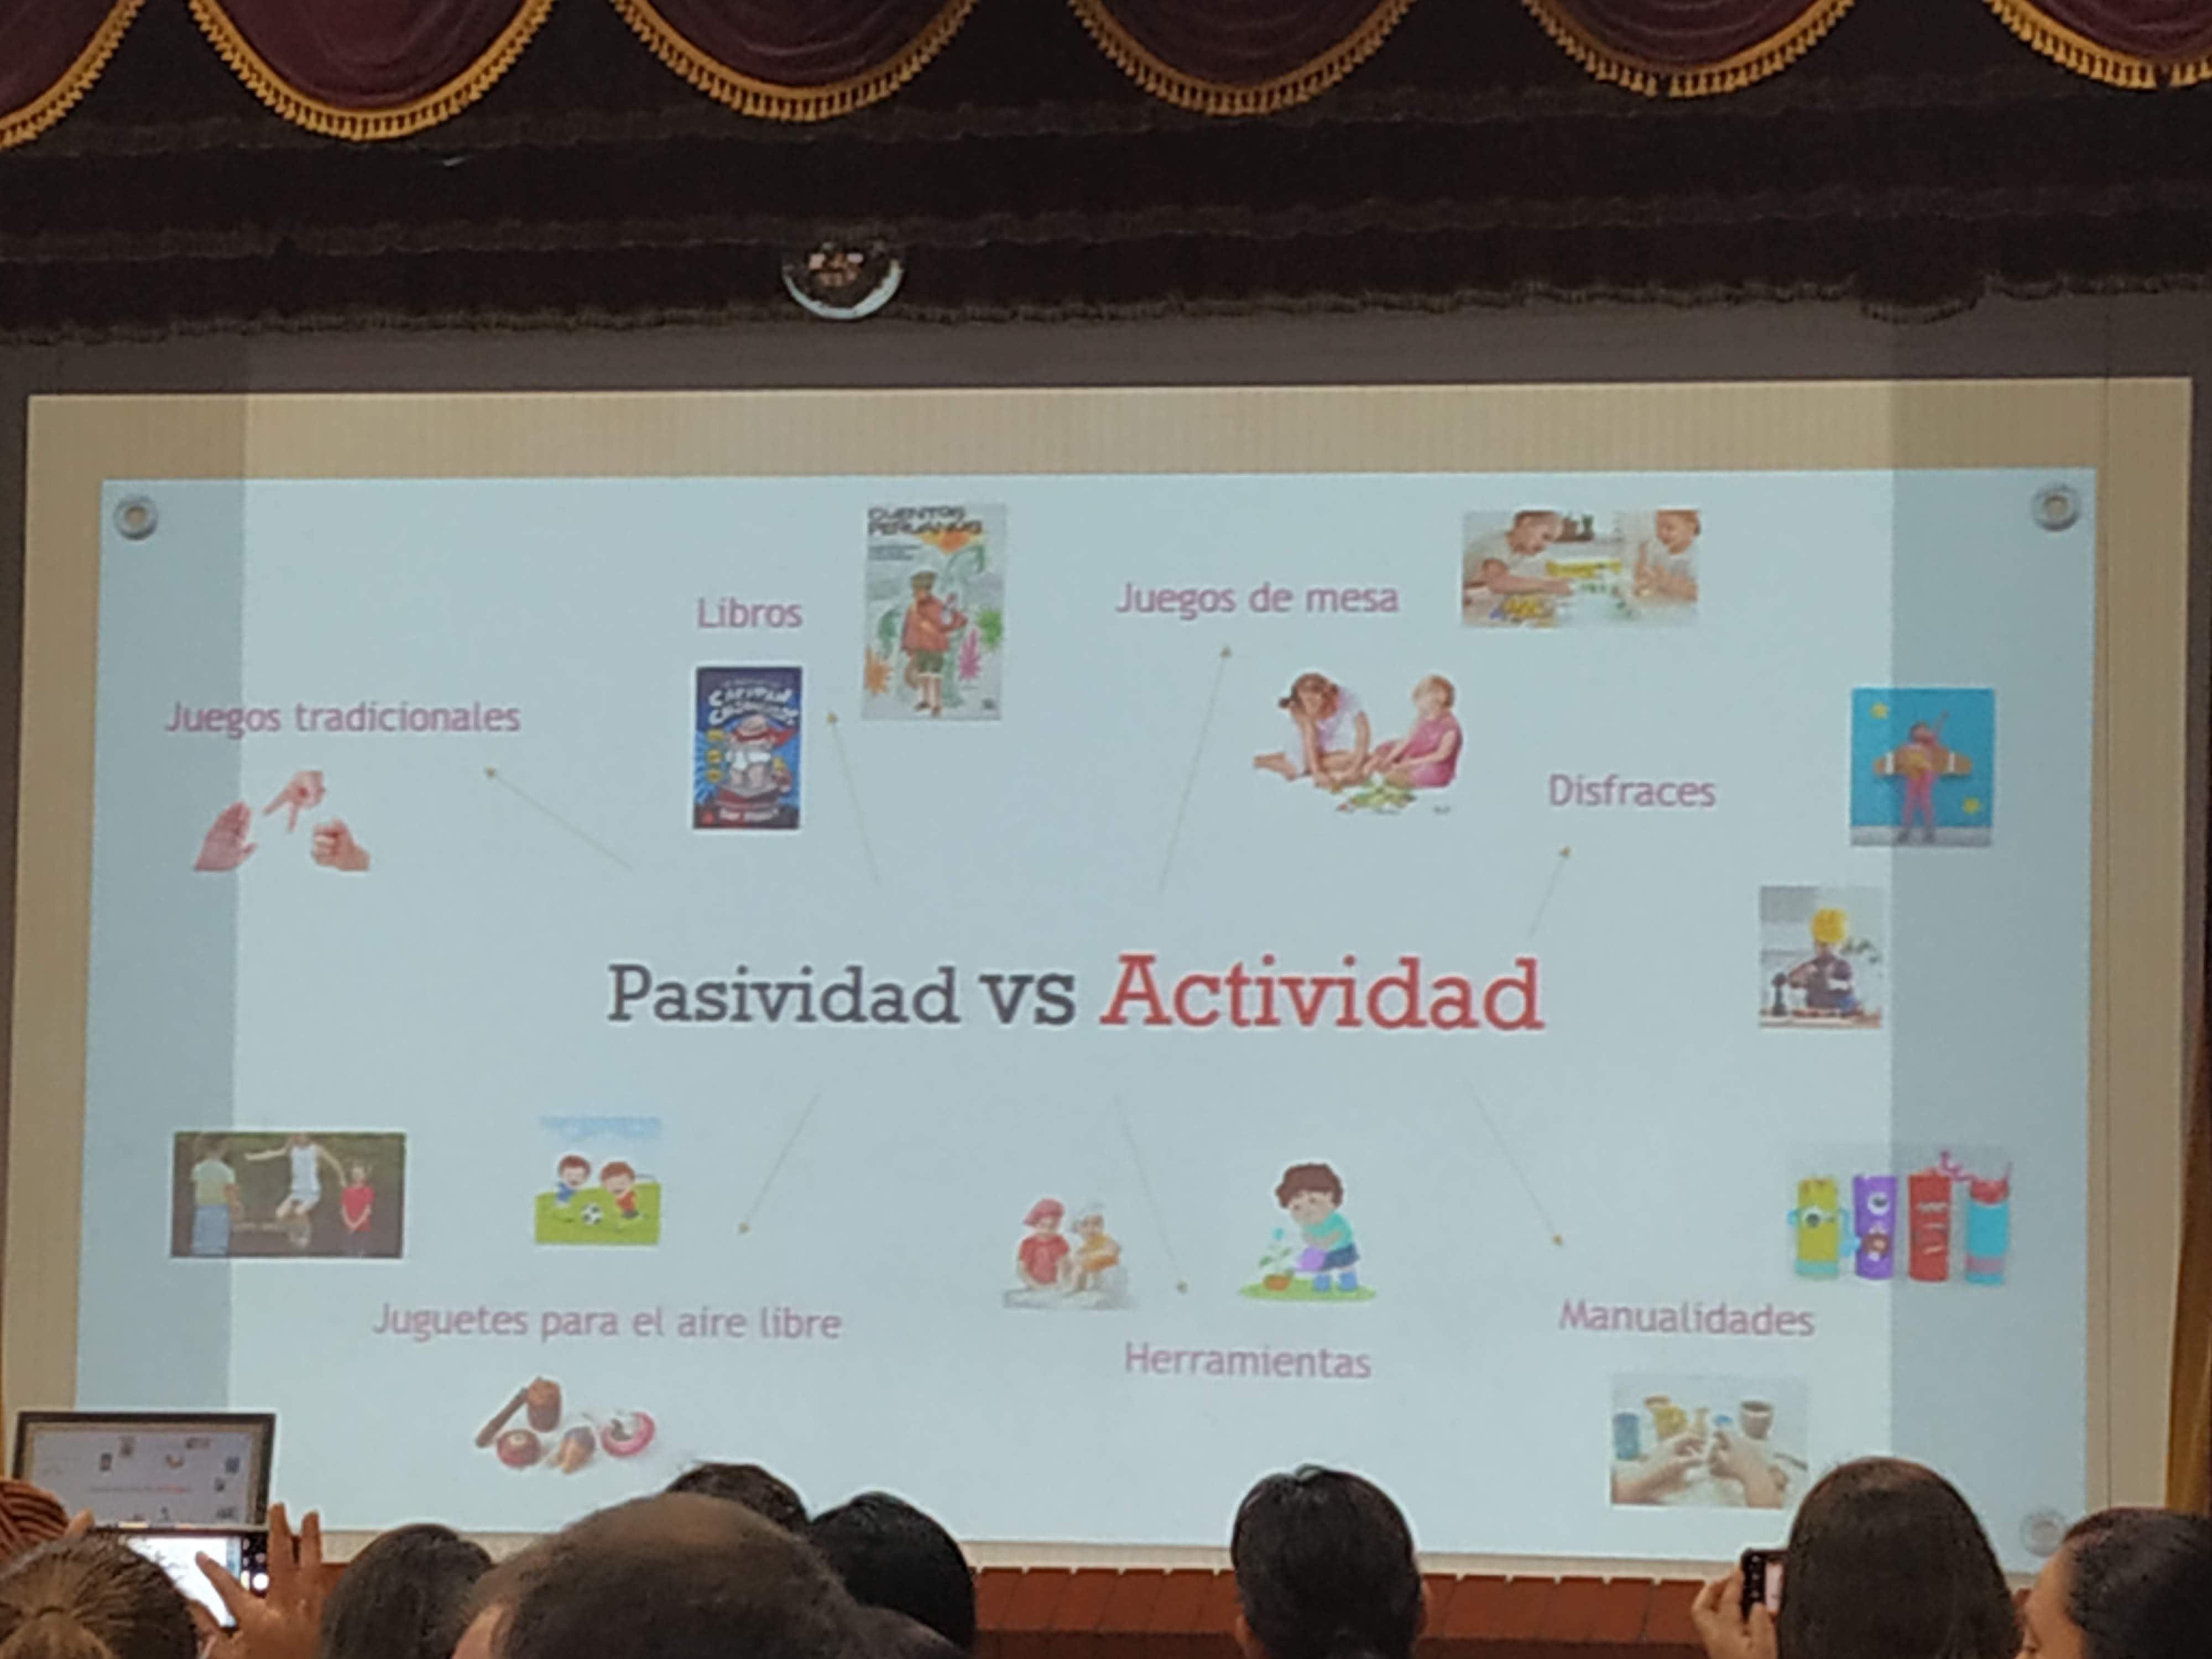 CUENTOS
PERUANOS
Libros
Juegos de mesa
CAPITÁN
CALZONCILLOS
Juegos tradicionales
Disfraces
Pasividad vs Actividad
Juguetes para el aire libre
Herramientas
Manualidades